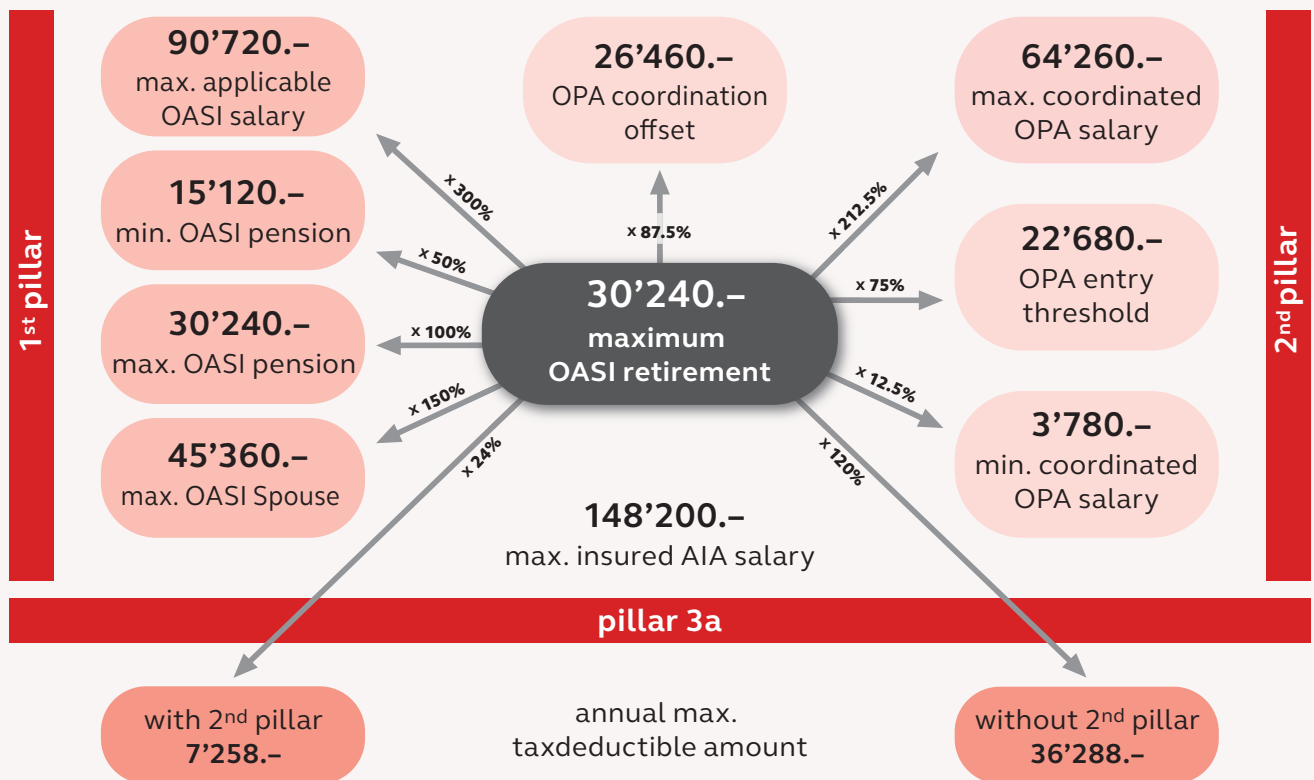 1st pillar
90’720.–
max. applicable
OASI salary
15’120.–
min. OASI pension
30’240.–
max. OASI pension
45’360.–
max. OASI Spouse
x 300%
x 50%
x 100%
x 150%
x 24%
26’460.–
OPA coordination
offset
x 87.5%
30’240.–
maximum
OASI retirement
148’200.–
max. insured AIA salary
x 212.5%
x 75%
x 12.5%
x 120%
64’260.–
max. coordinated
OPA salary
22’680.–
OPA entry
threshold
3’780.–
min. coordinated
OPA salary
2nd pillar
pillar 3a
with 2nd pillar
7’258.–
annual max.
taxdeductible amount
without 2nd pillar
36’288.–